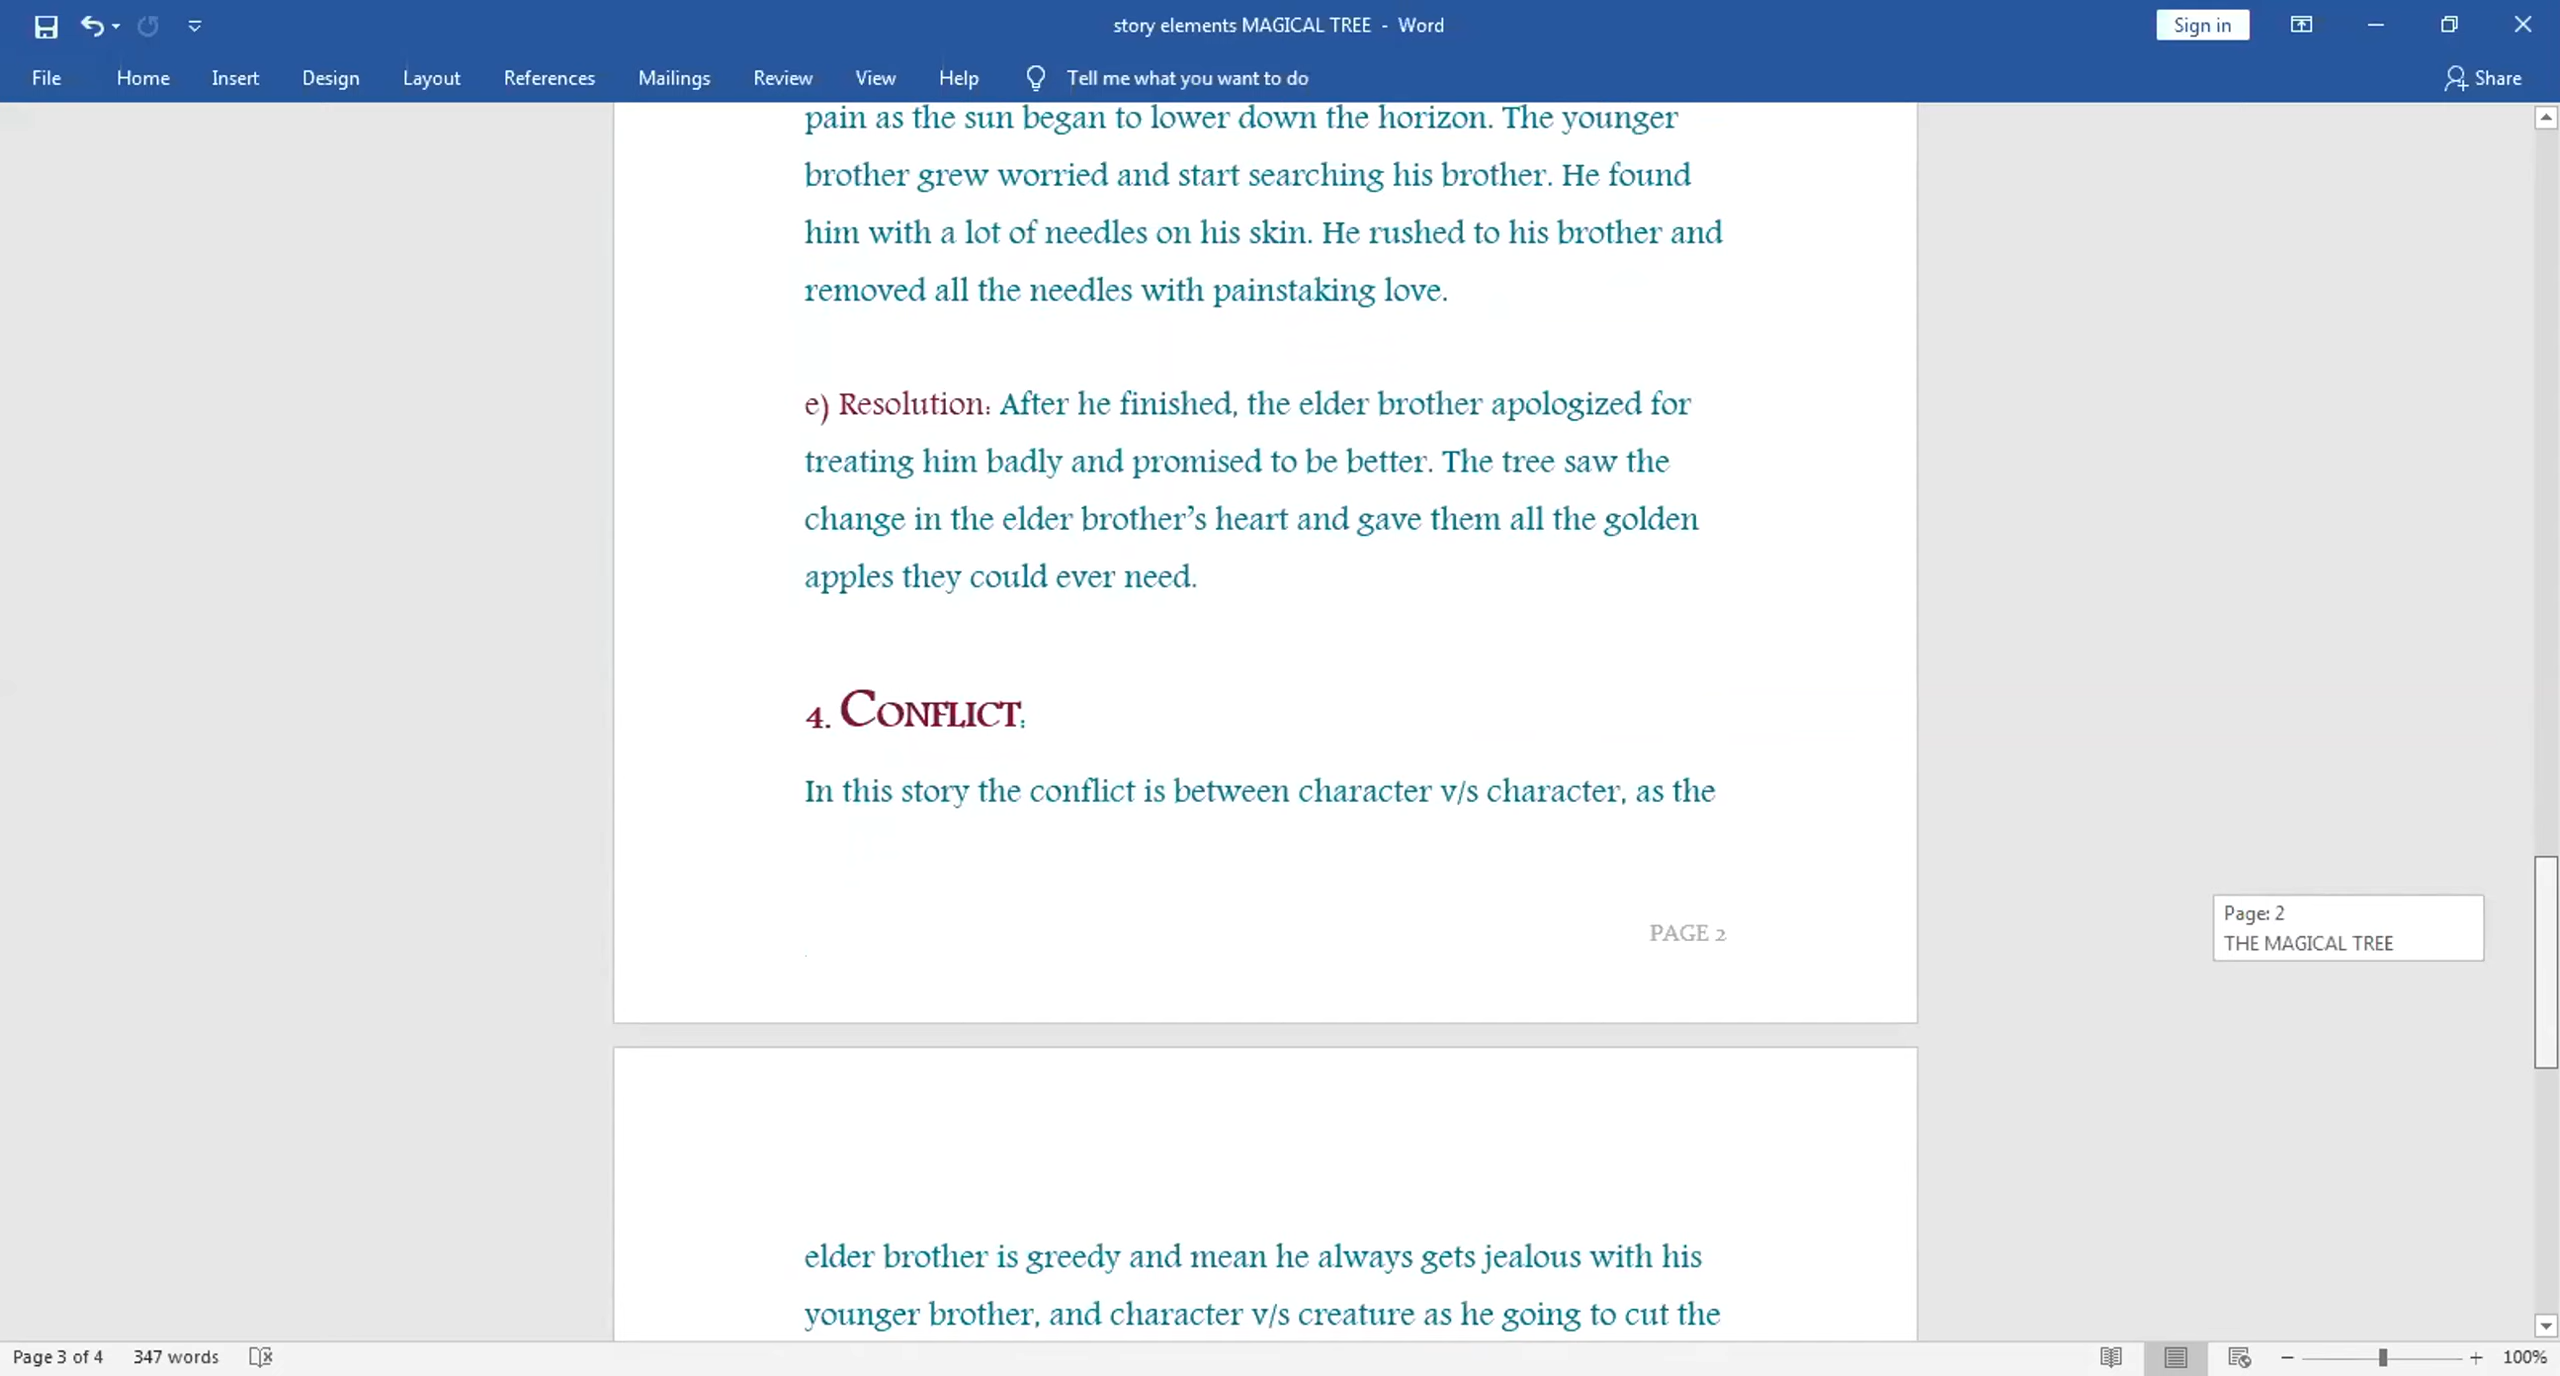 story elements MAGICAL TREE - Word
Sign in
File Home Insert Design Layout References Mailings Review View Help Tell me what you want to do Share
pain as the sun began to lower down the horizon. The younger
brother grew worried and start searching his brother. He found
him with a lot of needles on his skin. He rushed to his brother and
removed all the needles with painstaking love.
e) Resolution: After he finished, the elder brother apologized for
treating him badly and promised to be better. The tree saw the
change in the elder brother’s heart and gave them all the golden
apples they could ever need.
4. CONFLICT:
In this story the conflict is between character v/s character, as the
PAGE 2
Page: 2
THE MAGICAL TREE
elder brother is greedy and mean he always gets jealous with his
younger brother, and character v/s creature as he going to cut the
Page 3 of 4 347 words 100%